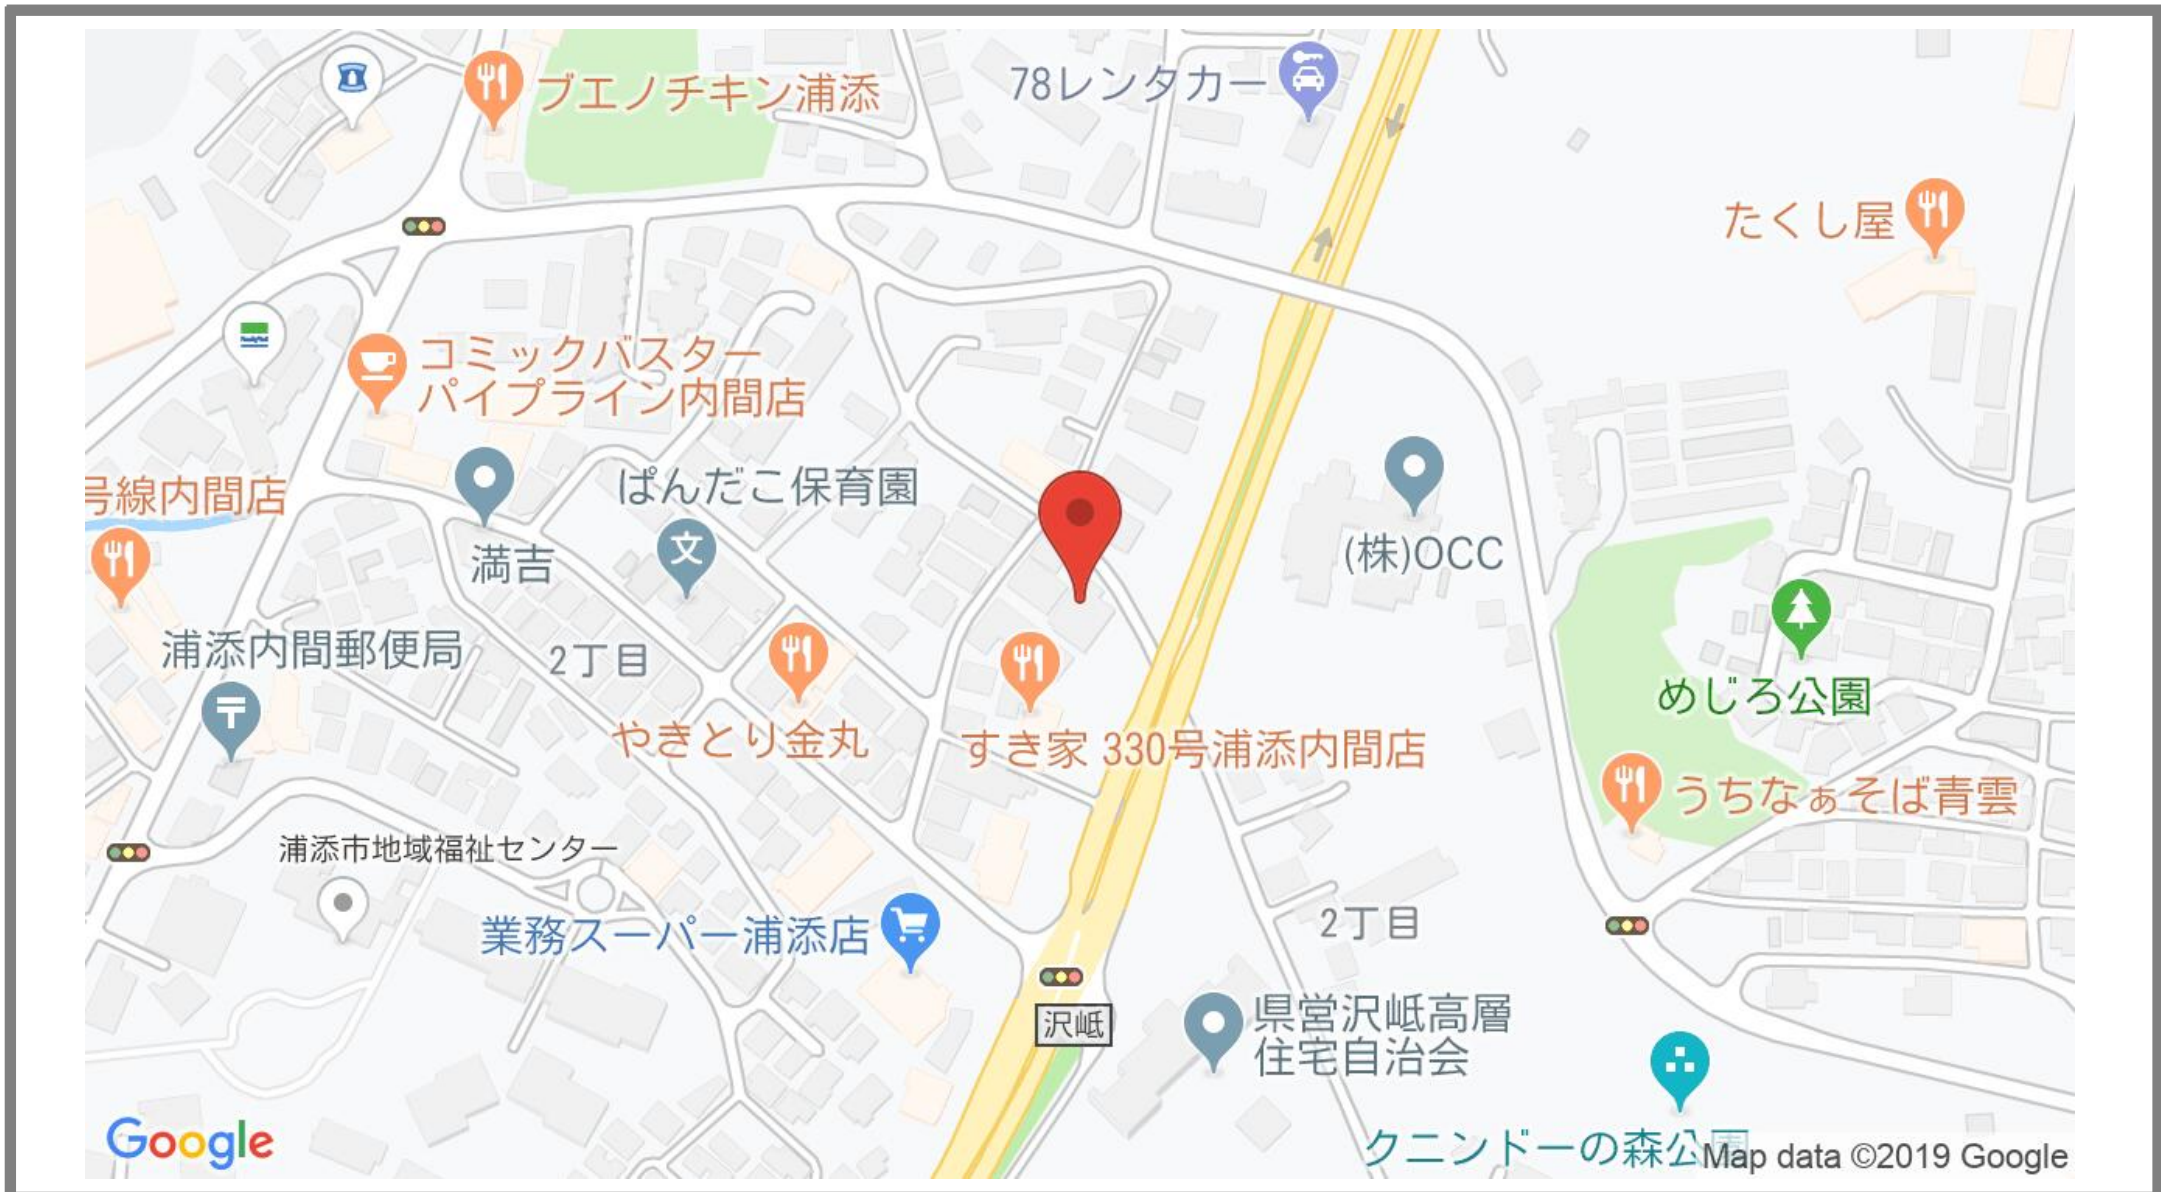 ブエノチキン浦添
78レンタカー
たくし屋
コミックバスター
パイプライン内間店
号線内間店
ぱんだこ保育園
文
満吉
(株)OCC
浦添内間郵便局
2丁目
めじろ公園
やきとり金丸
すき家 330号浦添内間店
うちなぁそば青雲
浦添市地域福祉センター
業務スーパー浦添店
2丁目
沢岻
県営沢岻高層
住宅自治会
クニンドーの森公園
Google
Map data ©2019 Google